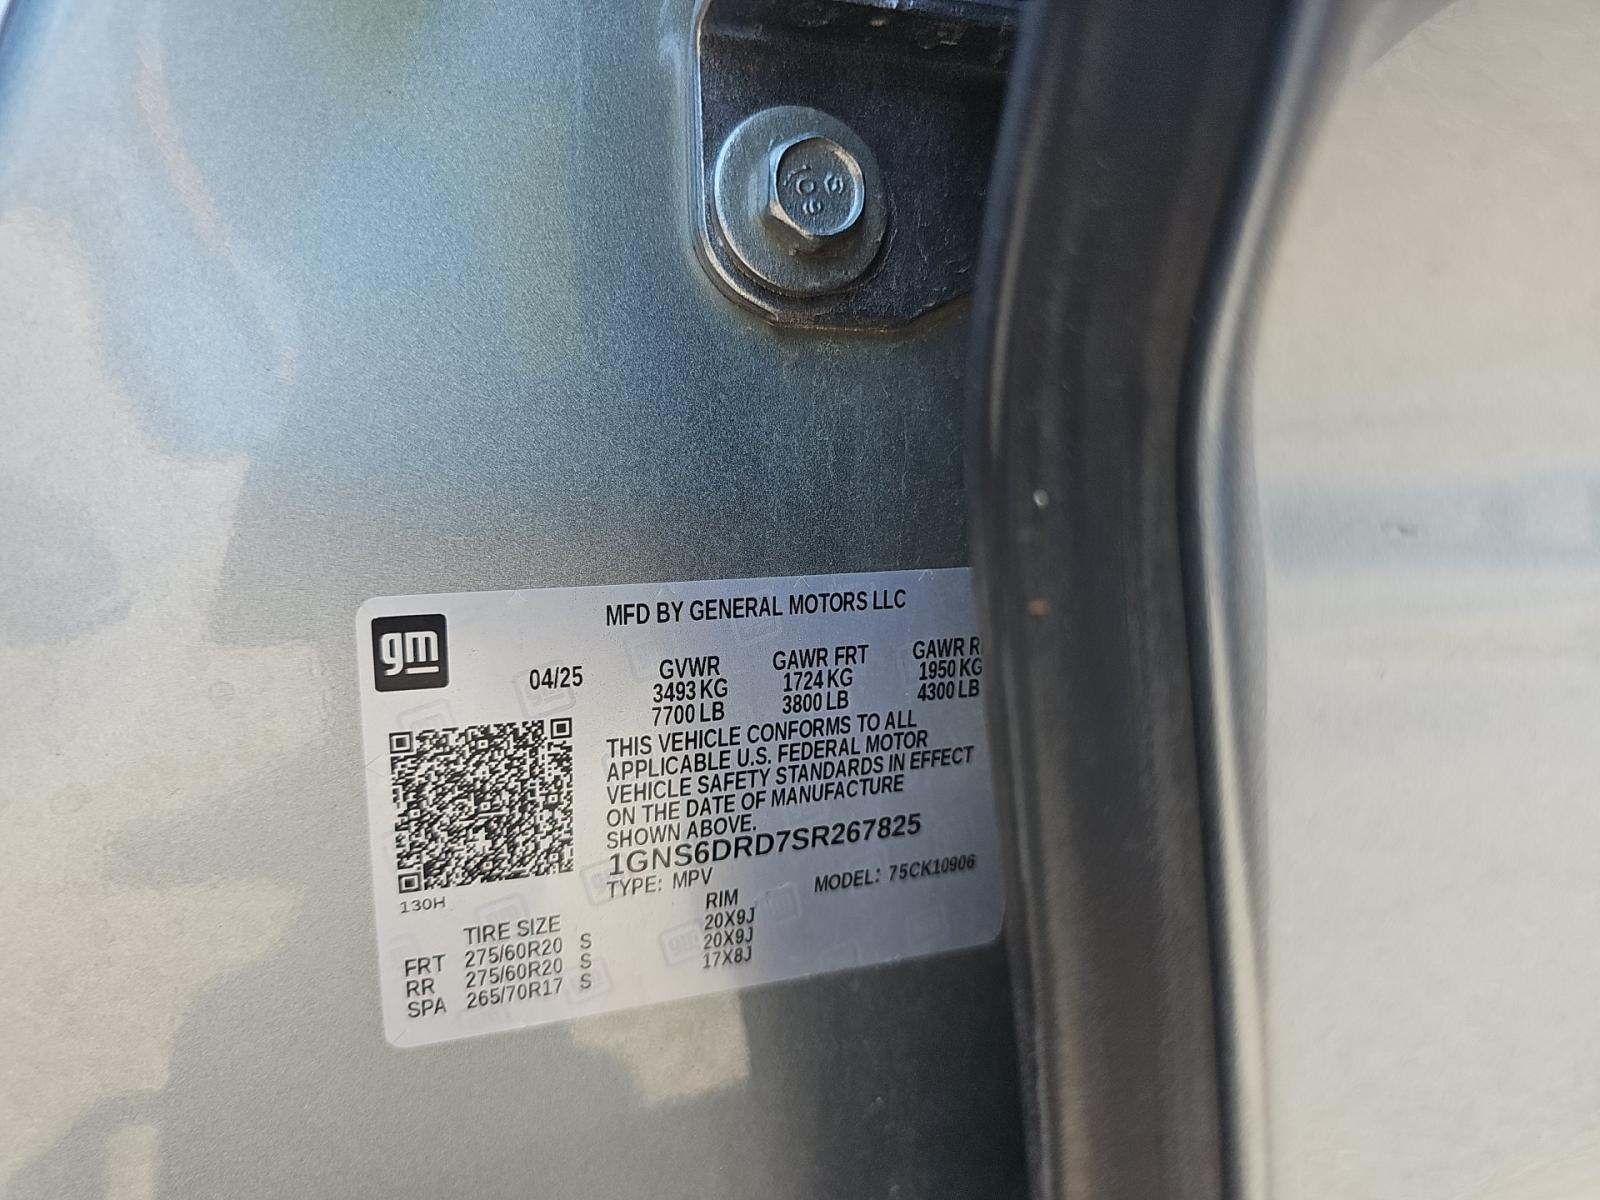 gm
MFD BY GENERAL MOTORS LLC
04/25 GVWR GAWR FRT GAWR R
3493 KG 1724 KG 1950 KG
7700 LB 3800 LB 4300 LB
THIS VEHICLE CONFORMS TO ALL
APPLICABLE U.S. FEDERAL MOTOR
VEHICLE SAFETY STANDARDS IN EFFECT
ON THE DATE OF MANUFACTURE
SHOWN ABOVE.
1GNS6DRD7SR267825
TYPE: MPV MODEL: 75CK10906
130H
TIRE SIZE RIM
FRT 275/60R20 S 20X9J
RR 275/60R20 S 20X9J
SPA 265/70R17 S 17X8J